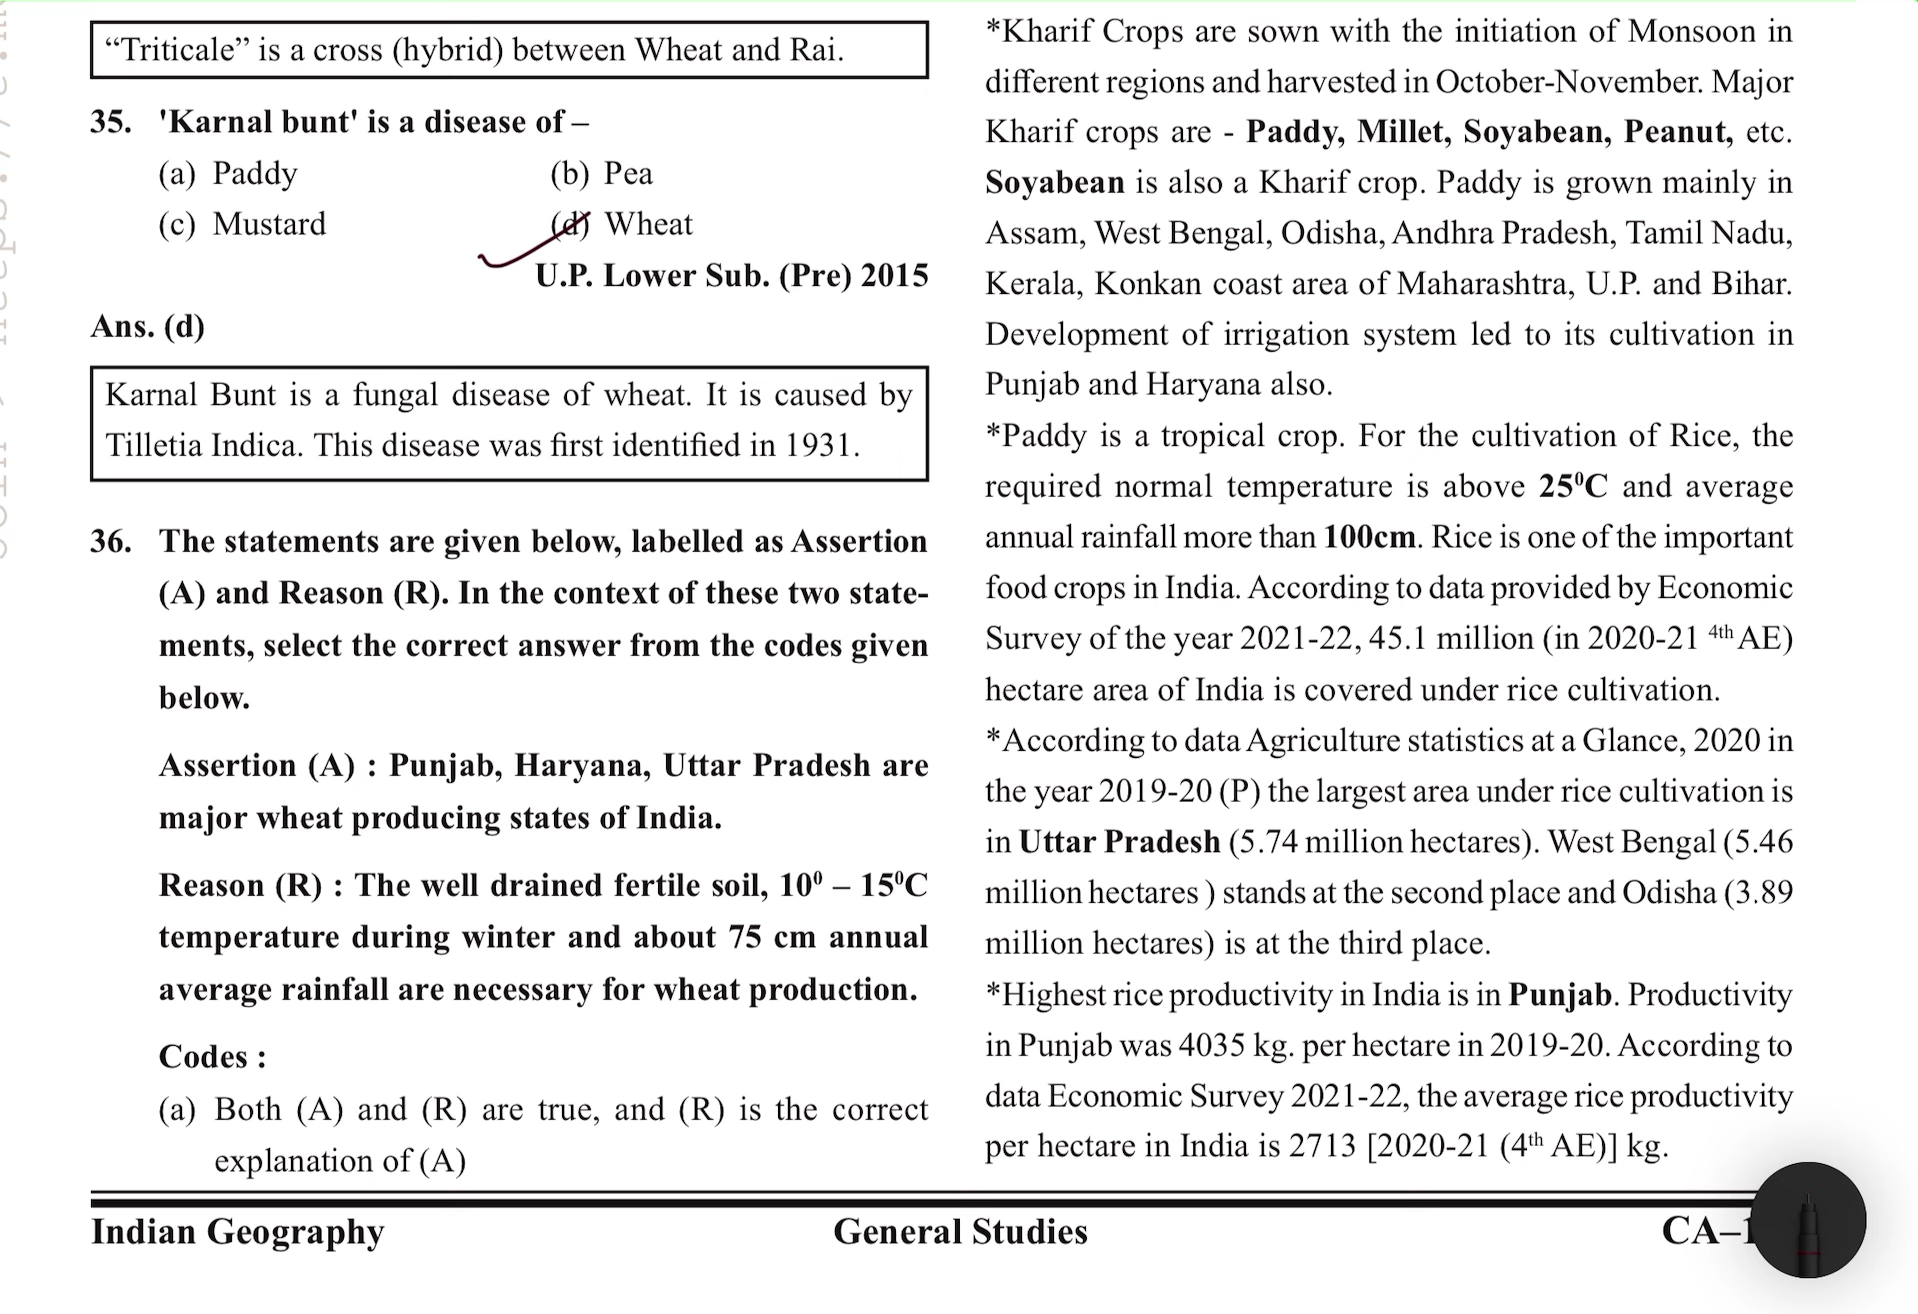 “Triticale” is a cross (hybrid) between Wheat and Rai.
35. 'Karnal bunt' is a disease of –
(a) Paddy (b) Pea
(c) Mustard (d) Wheat
U.P. Lower Sub. (Pre) 2015
Ans. (d)
Karnal Bunt is a fungal disease of wheat. It is caused by
Tilletia Indica. This disease was first identified in 1931.
36. The statements are given below, labelled as Assertion
(A) and Reason (R). In the context of these two state-
ments, select the correct answer from the codes given
below.
Assertion (A) : Punjab, Haryana, Uttar Pradesh are
major wheat producing states of India.
Reason (R) : The well drained fertile soil, 10⁰ – 15⁰C
temperature during winter and about 75 cm annual
average rainfall are necessary for wheat production.
Codes :
(a) Both (A) and (R) are true, and (R) is the correct
explanation of (A)
*Kharif Crops are sown with the initiation of Monsoon in
different regions and harvested in October-November. Major
Kharif crops are - Paddy, Millet, Soyabean, Peanut, etc.
Soyabean is also a Kharif crop. Paddy is grown mainly in
Assam, West Bengal, Odisha, Andhra Pradesh, Tamil Nadu,
Kerala, Konkan coast area of Maharashtra, U.P. and Bihar.
Development of irrigation system led to its cultivation in
Punjab and Haryana also.
*Paddy is a tropical crop. For the cultivation of Rice, the
required normal temperature is above 25⁰C and average
annual rainfall more than 100cm. Rice is one of the important
food crops in India. According to data provided by Economic
Survey of the year 2021-22, 45.1 million (in 2020-21 4th AE)
hectare area of India is covered under rice cultivation.
*According to data Agriculture statistics at a Glance, 2020 in
the year 2019-20 (P) the largest area under rice cultivation is
in Uttar Pradesh (5.74 million hectares). West Bengal (5.46
million hectares ) stands at the second place and Odisha (3.89
million hectares) is at the third place.
*Highest rice productivity in India is in Punjab. Productivity
in Punjab was 4035 kg. per hectare in 2019-20. According to
data Economic Survey 2021-22, the average rice productivity
per hectare in India is 2713 [2020-21 (4th AE)] kg.
Indian Geography General Studies CA–